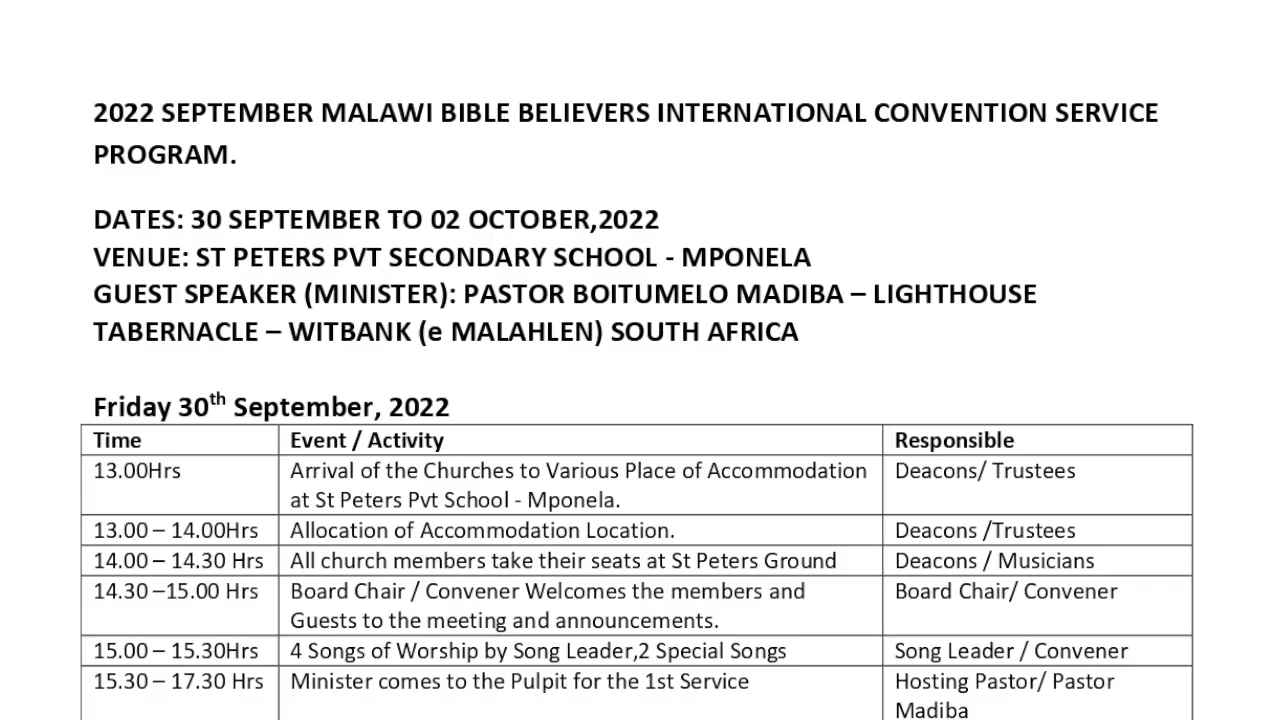 2022 SEPTEMBER MALAWI BIBLE BELIEVERS INTERNATIONAL CONVENTION SERVICE
PROGRAM.
DATES: 30 SEPTEMBER TO 02 OCTOBER,2022
VENUE: ST PETERS PVT SECONDARY SCHOOL - MPONELA
GUEST SPEAKER (MINISTER): PASTOR BOITUMELO MADIBA – LIGHTHOUSE
TABERNACLE – WITBANK (e MALAHLEN) SOUTH AFRICA
Friday 30th September, 2022
Time Event / Activity Responsible
13.00Hrs Arrival of the Churches to Various Place of Accommodation Deacons/ Trustees
at St Peters Pvt School - Mponela.
13.00 – 14.00Hrs Allocation of Accommodation Location. Deacons /Trustees
14.00 – 14.30 Hrs All church members take their seats at St Peters Ground Deacons / Musicians
14.30 –15.00 Hrs Board Chair / Convener Welcomes the members and Board Chair/ Convener
Guests to the meeting and announcements.
15.00 – 15.30Hrs 4 Songs of Worship by Song Leader,2 Special Songs Song Leader / Convener
15.30 – 17.30 Hrs Minister comes to the Pulpit for the 1st Service Hosting Pastor/ Pastor
Madiba